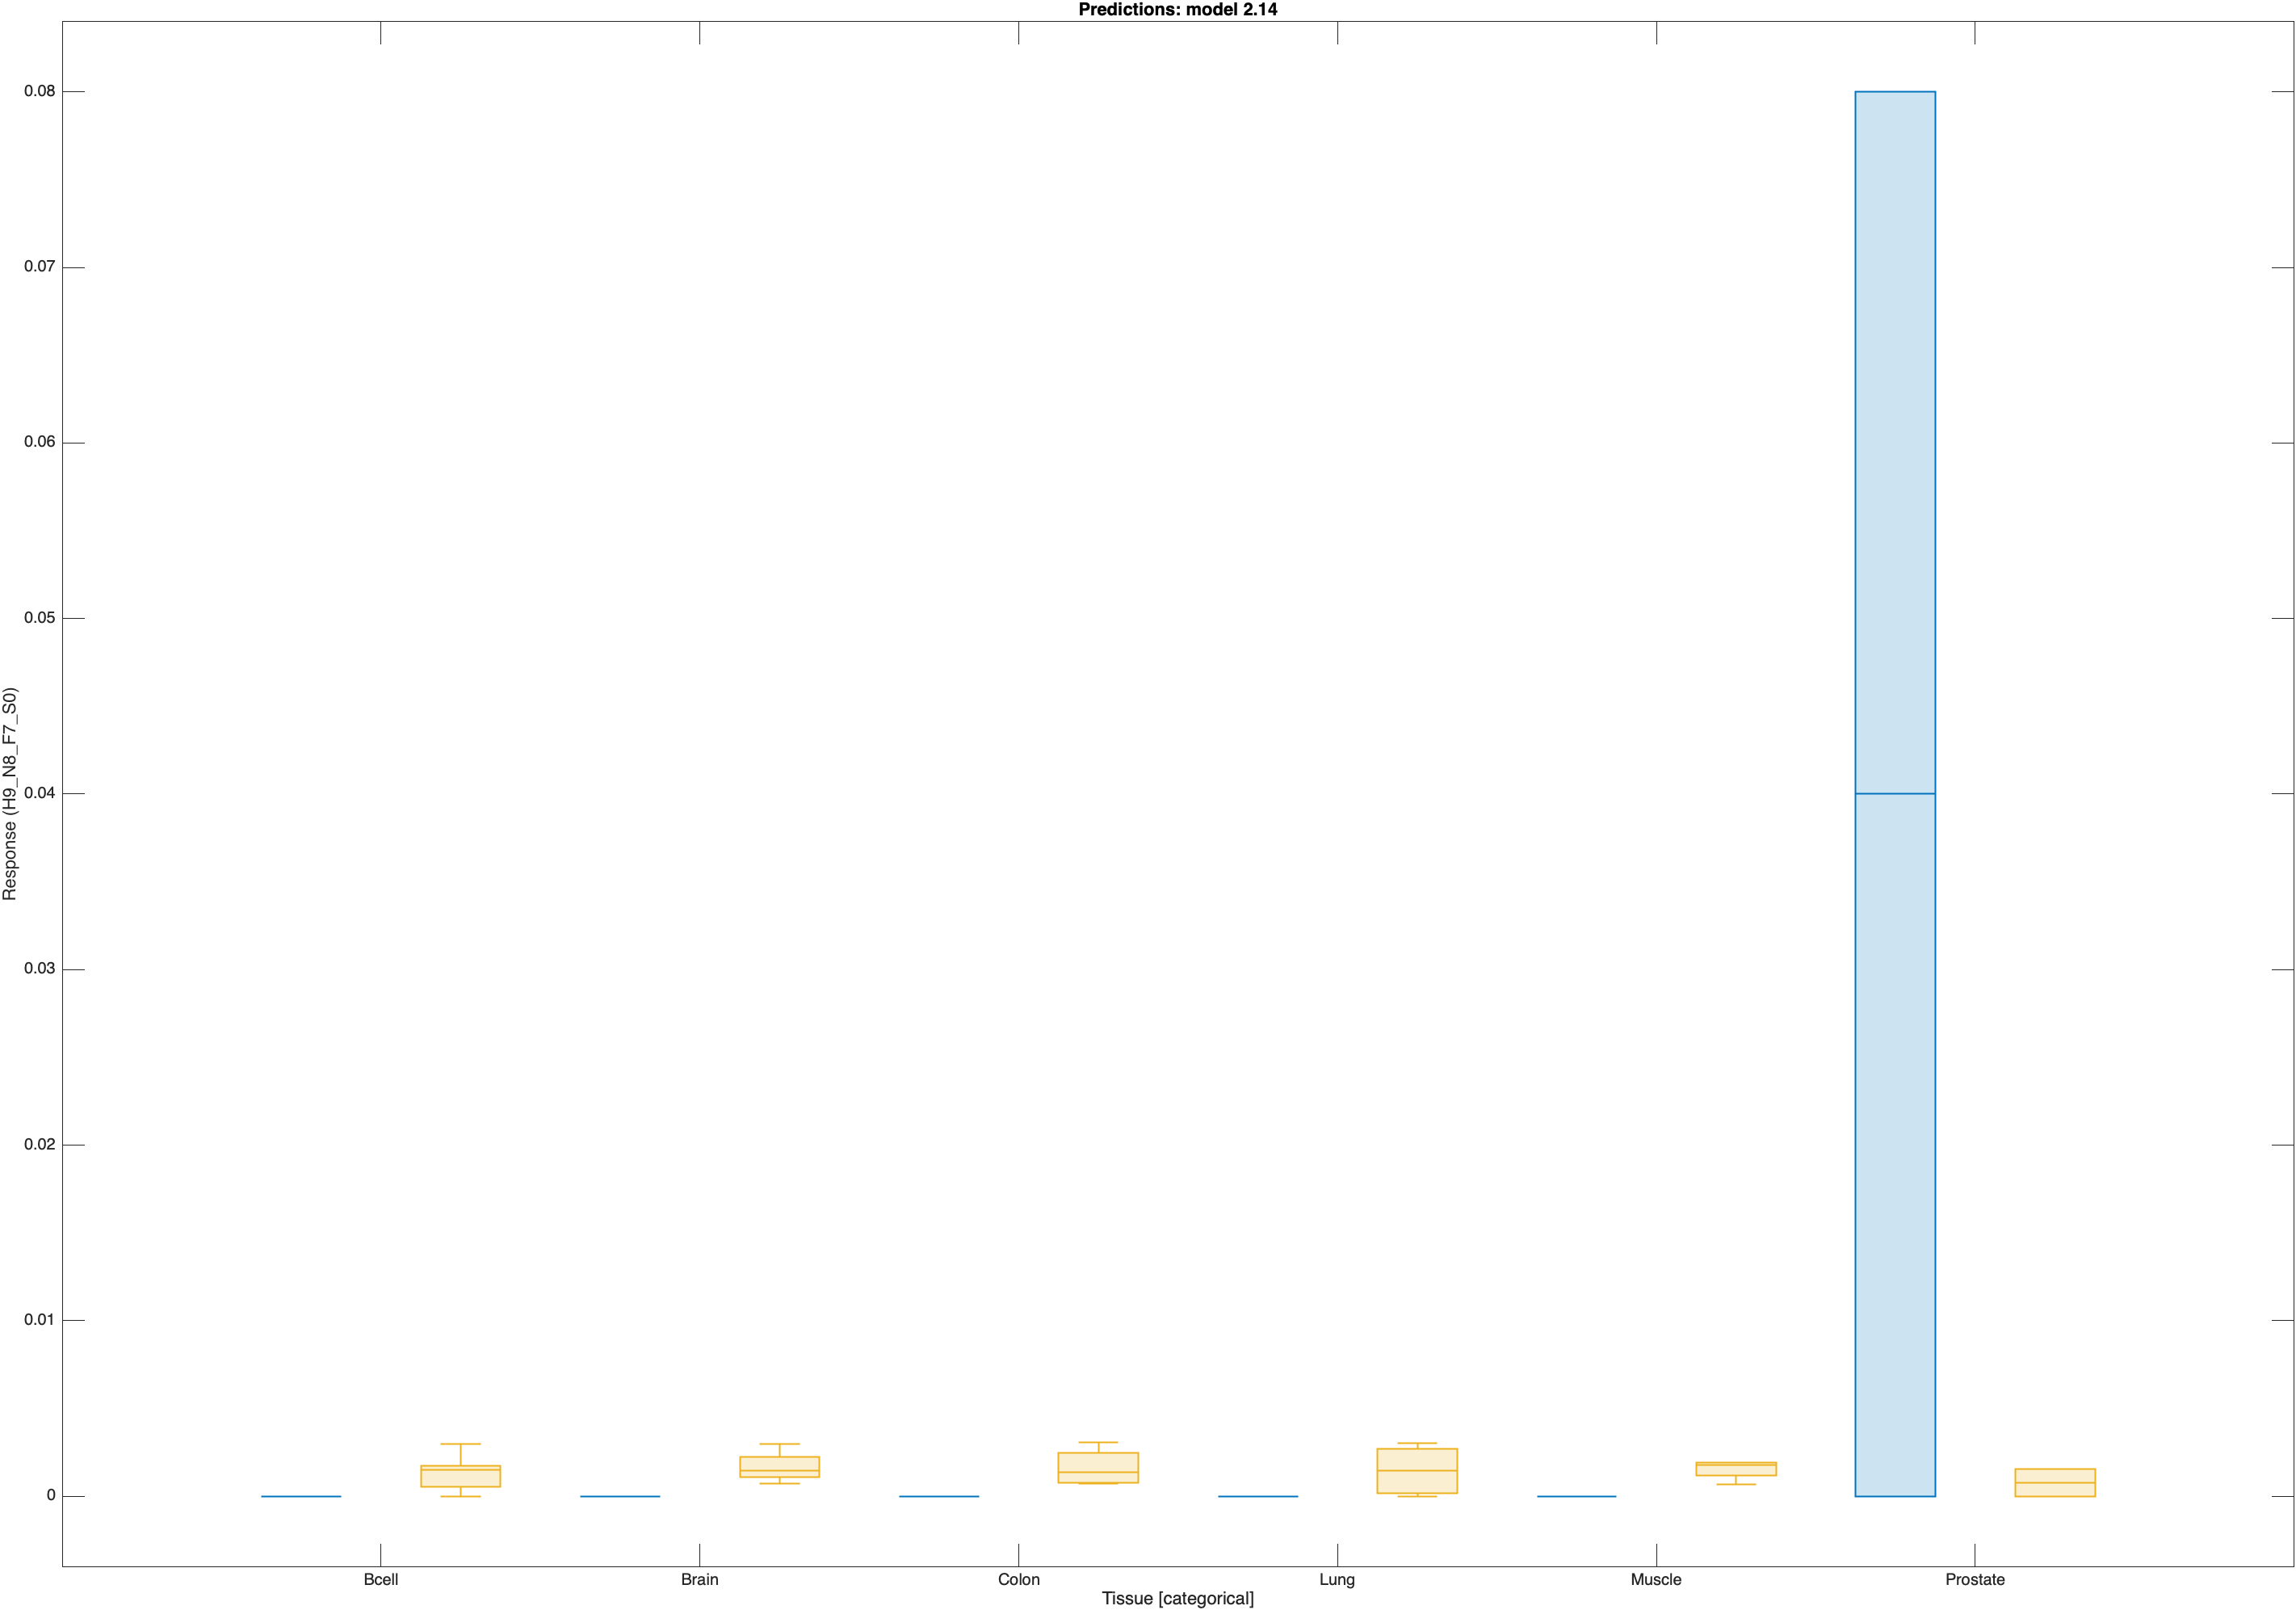 Predictions: model 2.14
0.08
0.07
0.06
0.05
0.04
0.03
0.02
0.01
0
Response (H9_N8_F7_S0)
Bcell Brain Colon Lung Muscle Prostate
Tissue [categorical]